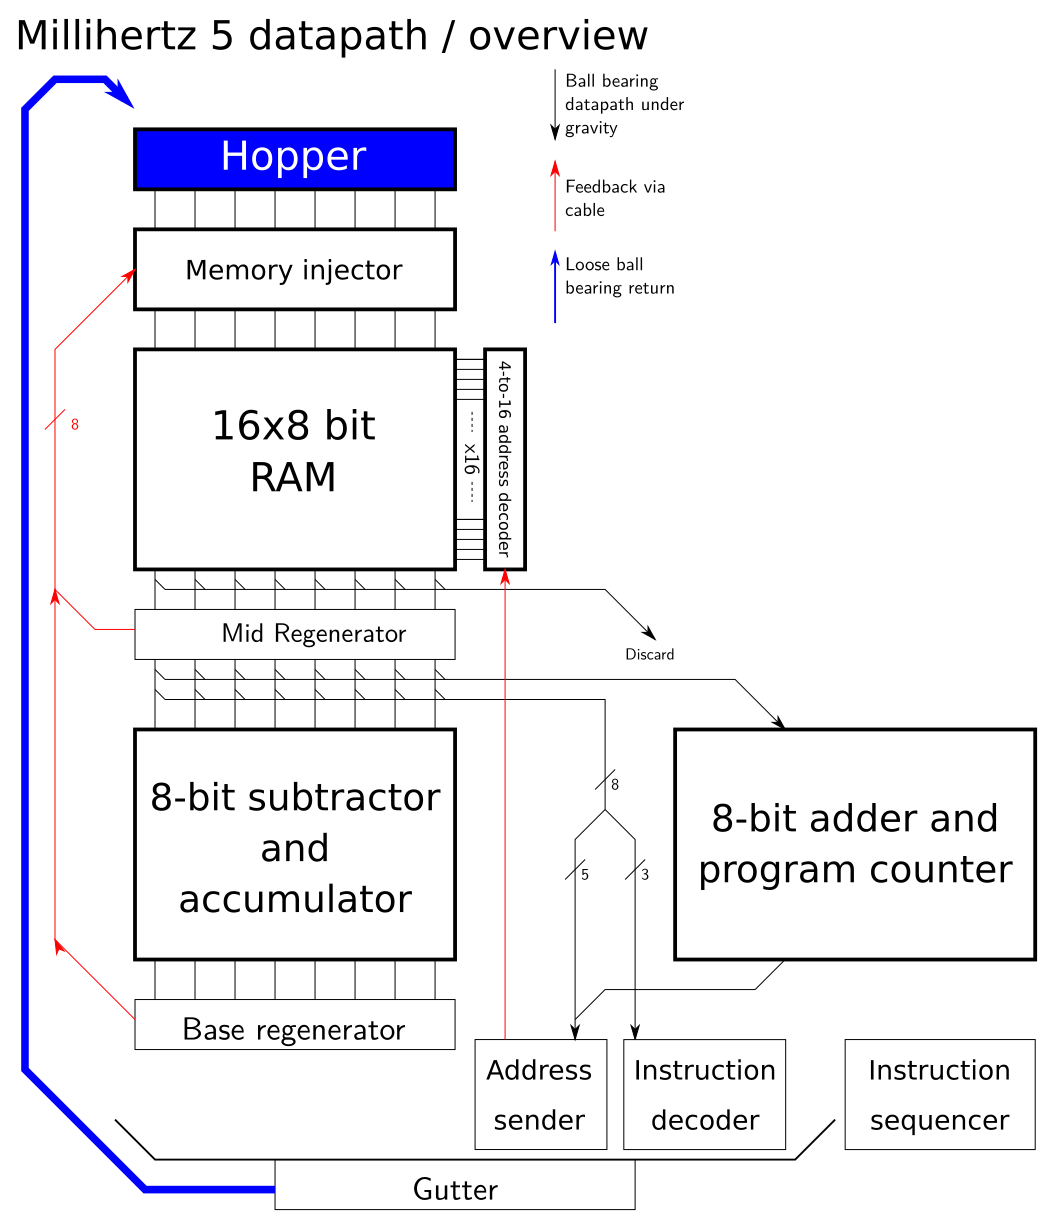 Millihertz 5 datapath / overview
Ball bearing
datapath under
gravity
Hopper
Feedback via
cable
Memory injector
Loose ball
bearing return
16x8 bit
RAM
---- x16 ----
4-to-16 address decoder
8
Mid Regenerator
Discard
8-bit subtractor
and
accumulator
8
5
3
8-bit adder and
program counter
Base regenerator
Address
sender
Instruction
decoder
Instruction
sequencer
Gutter